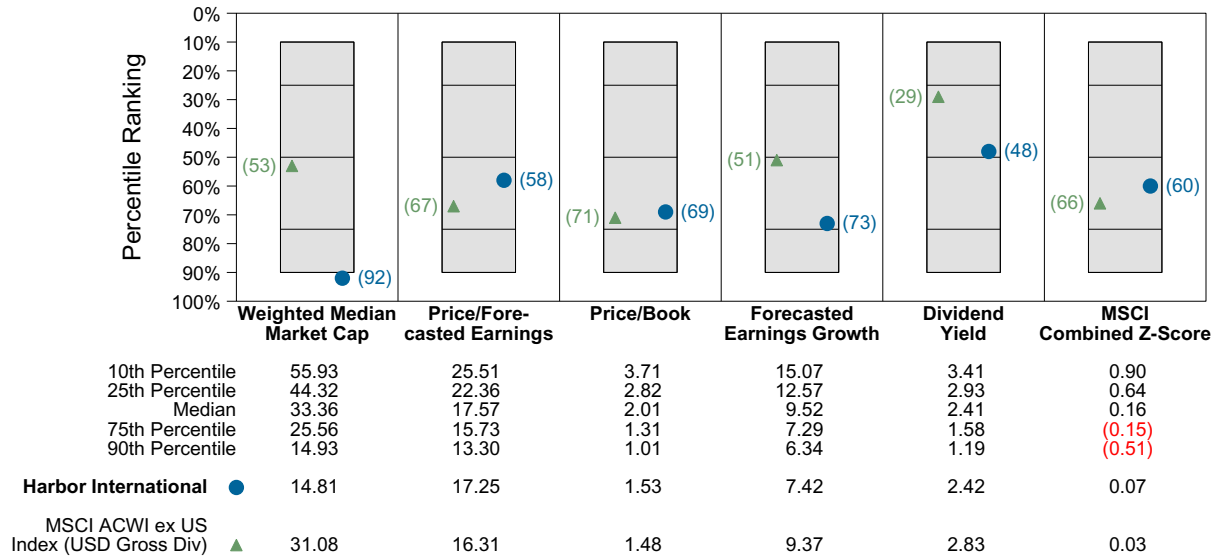 Percentile Ranking
0%
10%
20%
30%
40%
50%
60%
70%
80%
90%
100%
(53)
(92)
(67)
(58)
(71)
(69)
(51)
(73)
(29)
(48)
(66)
(60)
Weighted Median
Market Cap
Price/Fore-
casted Earnings
Price/Book
Forecasted
Earnings Growth
Dividend
Yield
MSCI
Combined Z-Score
10th Percentile 55.93 25.51 3.71 15.07 3.41 0.90
25th Percentile 44.32 22.36 2.82 12.57 2.93 0.64
Median 33.36 17.57 2.01 9.52 2.41 0.16
75th Percentile 25.56 15.73 1.31 7.29 1.58 (0.15)
90th Percentile 14.93 13.30 1.01 6.34 1.19 (0.51)
Harbor International 14.81 17.25 1.53 7.42 2.42 0.07
MSCI ACWI ex US
Index (USD Gross Div) 31.08 16.31 1.48 9.37 2.83 0.03